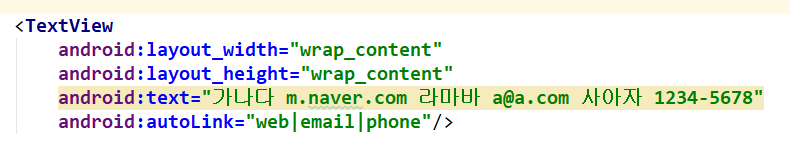 <TextView
android:layout_width="wrap_content"
android:layout_height="wrap_content"
android:text="가나다 m.naver.com 라마바 a@a.com 사아자 1234-5678"
android:autoLink="web|email|phone"/>